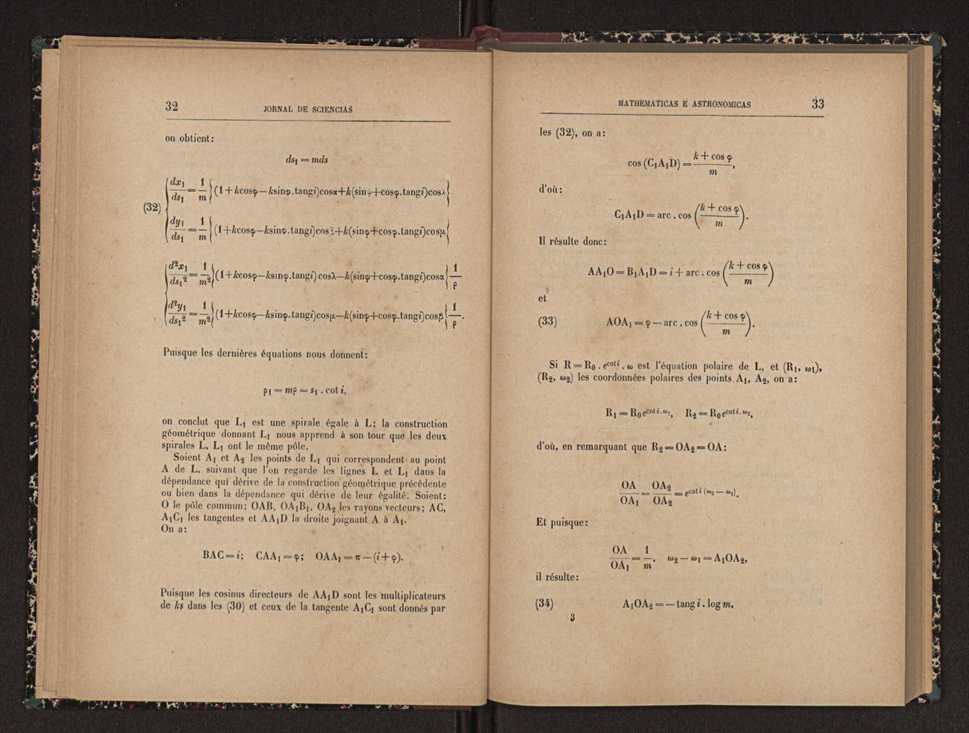 32
JORNAL DE SCIENCIAS
on obtient:
ds₁ = mds
(32)
dx₁/ds₁ = 1/m {(1+kcosφ−ksinφ.tangi)cosα+k(sinφ+cosφ.tangi)cosλ}
dy₁/ds₁ = 1/m {(1+kcosφ−ksinφ.tangi)cosβ+k(sinφ+cosφ.tangi)cosμ}
d²x₁/ds₁² = 1/m² {(1+kcosφ−ksinφ.tangi)cosλ−k(sinφ+cosφ.tangi)cosα} 1/ρ
d²y₁/ds₁² = 1/m² {(1+kcosφ−ksinφ.tangi)cosμ−k(sinφ+cosφ.tangi)cosβ} 1/ρ.
Puisque les dernières équations nous donnent:
ρ₁ = mρ = s₁ . cot i,
on conclut que L₁ est une spirale égale à L; la construction
géométrique donnant L₁ nous apprend à son tour que les deux
spirales L, L₁ ont le même pôle.
Soient A₁ et A₂ les points de L₁ qui correspondent au point
A de L, suivant que l'on regarde les lignes L et L₁ dans la
dépendance qui dérive de la construction géométrique précédente
ou bien dans la dépendance qui dérive de leur égalité. Soient:
O le pôle commun; OAB, OA₁B₁, OA₂ les rayons vecteurs; AC,
A₁C₁ les tangentes et AA₁D la droite joignant A à A₁.
On a:
BAC = i; CAA₁ = φ; OAA₁ = π − (i + φ).
Puisque les cosinus directeurs de AA₁D sont les multiplicateurs
de ks dans les (30) et ceux de la tangente A₁C₁ sont donnés par
MATHEMATICAS E ASTRONOMICAS
33
les (32), on a:
cos (C₁A₁D) = (k + cos φ)/m,
d'où:
C₁A₁D = arc . cos ((k + cos φ)/m).
Il résulte donc:
AA₁O = B₁A₁D = i + arc . cos ((k + cos φ)/m)
et
(33) AOA₁ = φ − arc . cos ((k + cos φ)/m).
Si R = R₀ . e^(cot i . ω) est l'équation polaire de L, et (R₁, ω₁),
(R₂, ω₂) les coordonnées polaires des points A₁, A₂, on a:
R₁ = R₀ e^(cot i . ω₁), R₂ = R₀ e^(cot i . ω₂),
d'où, en remarquant que R₂ = OA₂ = OA:
OA/OA₁ = OA₂/OA₁ = e^(cot i (ω₂ − ω₁).
Et puisque:
OA/OA₁ = 1/m, ω₂ − ω₁ = A₁OA₂,
il résulte:
(34) A₁OA₂ = − tang i . log m,
3